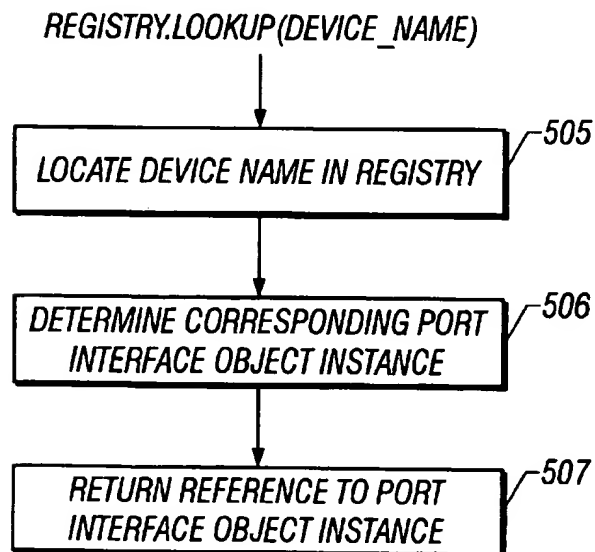 REGISTRY.LOOKUP(DEVICE_NAME)
505
LOCATE DEVICE NAME IN REGISTRY
506
DETERMINE CORRESPONDING PORT
INTERFACE OBJECT INSTANCE
507
RETURN REFERENCE TO PORT
INTERFACE OBJECT INSTANCE